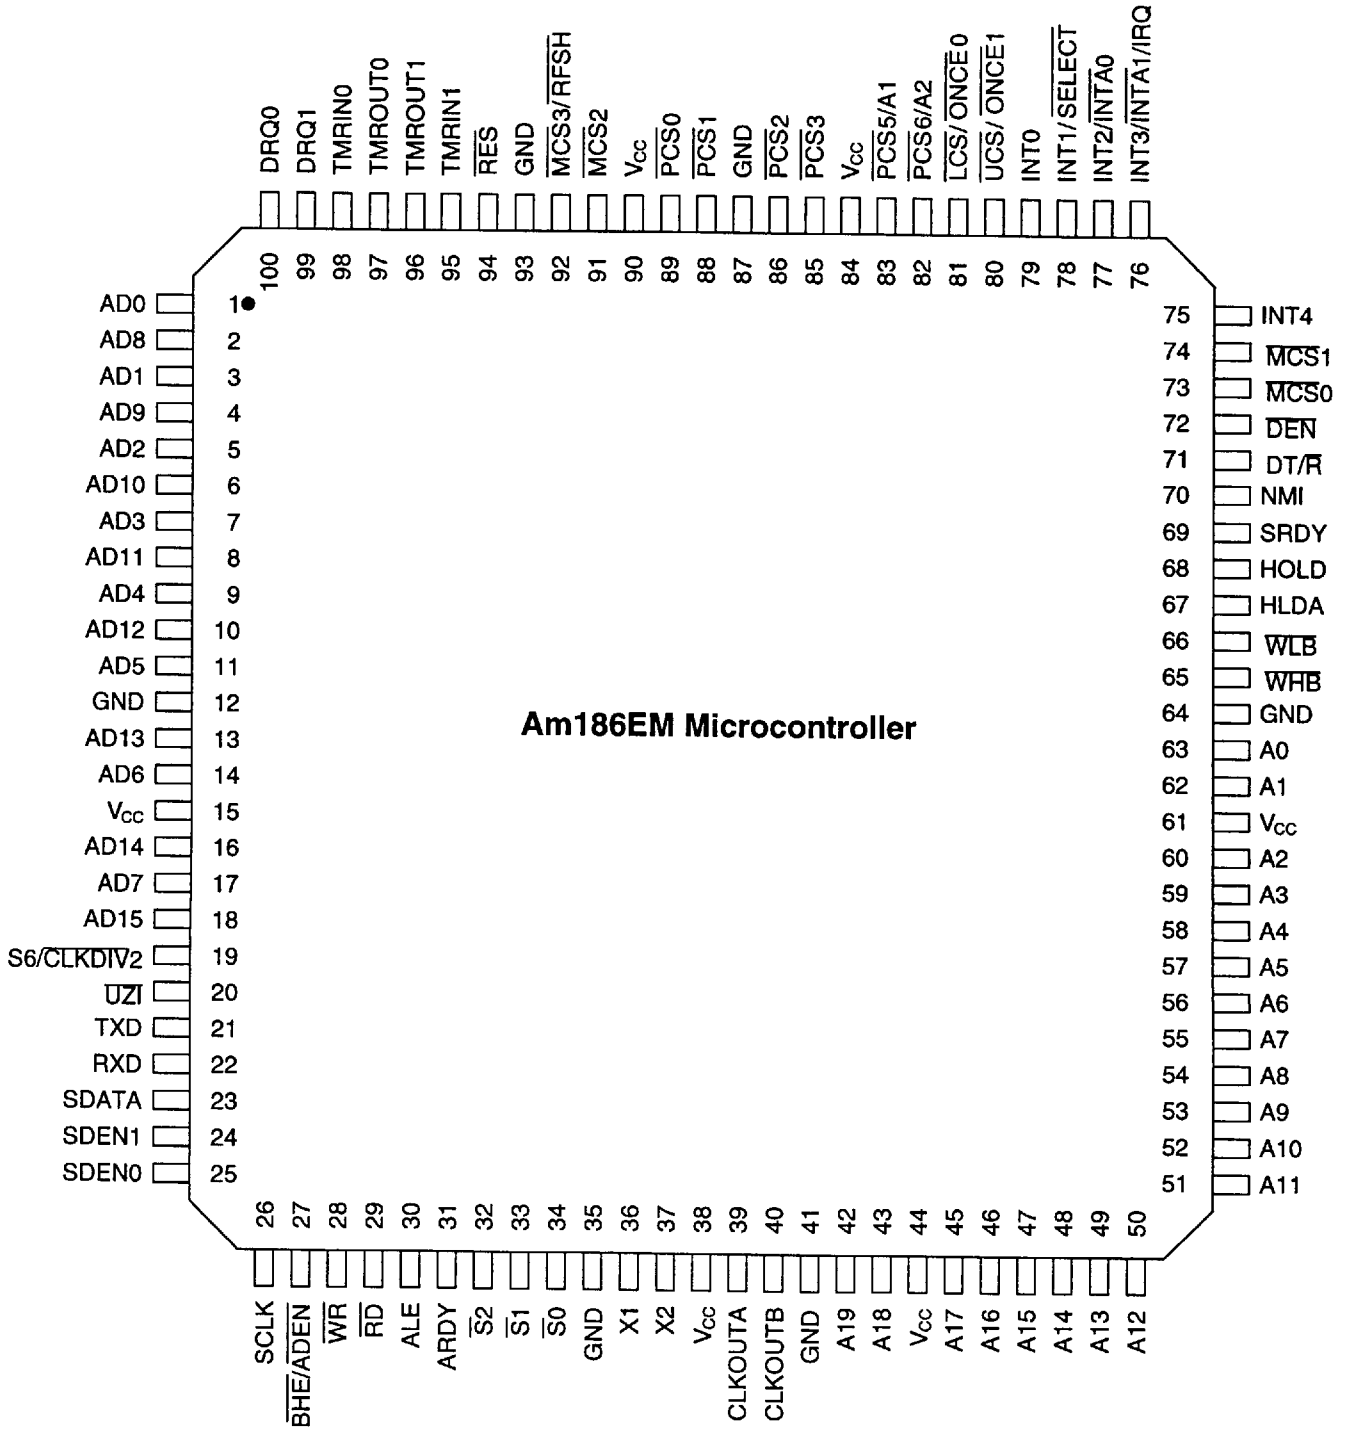 DRQ0
DRQ1
TMRIN0
TMROUT0
TMROUT1
TMRIN1
RES
GND
MCS3/RFSH
MCS2
VCC
PCS0
PCS1
GND
PCS2
PCS3
VCC
PCS5/A1
PCS6/A2
LCS/ONCE0
UCS/ONCE1
INT0
INT1/SELECT
INT2/INTA0
INT3/INTA1/IRQ
100
99
98
97
96
95
94
93
92
91
90
89
88
87
86
85
84
83
82
81
80
79
78
77
76
AD0 1
AD8 2
AD1 3
AD9 4
AD2 5
AD10 6
AD3 7
AD11 8
AD4 9
AD12 10
AD5 11
GND 12
AD13 13
AD6 14
VCC 15
AD14 16
AD7 17
AD15 18
S6/CLKDIV2 19
UZI 20
TXD 21
RXD 22
SDATA 23
SDEN1 24
SDEN0 25
Am186EM Microcontroller
75 INT4
74 MCS1
73 MCS0
72 DEN
71 DT/R
70 NMI
69 SRDY
68 HOLD
67 HLDA
66 WLB
65 WHB
64 GND
63 A0
62 A1
61 VCC
60 A2
59 A3
58 A4
57 A5
56 A6
55 A7
54 A8
53 A9
52 A10
51 A11
26
27
28
29
30
31
32
33
34
35
36
37
38
39
40
41
42
43
44
45
46
47
48
49
50
SCLK
BHE/ADEN
WR
RD
ALE
ARDY
S2
S1
S0
GND
X1
X2
VCC
CLKOUTA
CLKOUTB
GND
A19
A18
VCC
A17
A16
A15
A14
A13
A12